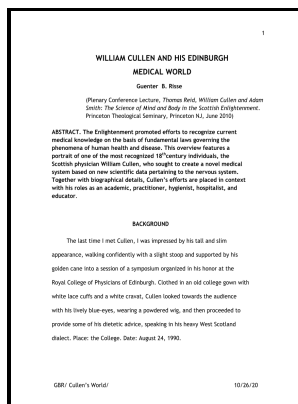 1
WILLIAM CULLEN AND HIS EDINBURGH
MEDICAL WORLD
Guenter B. Risse
(Plenary Conference Lecture, Thomas Reid, William Cullen and Adam
Smith: The Science of Mind and Body in the Scottish Enlightenment.
Princeton Theological Seminary, Princeton NJ, June 2010)
ABSTRACT. The Enlightenment promoted efforts to recognize current
medical knowledge on the basis of fundamental laws governing the
phenomena of human health and disease. This overview features a
portrait of one of the most recognized 18thcentury individuals, the
Scottish physician William Cullen, who sought to create a novel medical
system based on new scientific data pertaining to the nervous system.
Together with biographical details, Cullen's efforts are placed in context
with his roles as an academic, practitioner, hygienist, hospitalist, and
educator.
BACKGROUND
The last time I met Cullen, I was impressed by his tall and slim
appearance, walking confidently with a slight stoop and supported by his
golden cane into a session of a symposium organized in his honor at the
Royal College of Physicians of Edinburgh. Clothed in an old college gown with
white lace cuffs and a white cravat, Cullen looked towards the audience
with his lively blue-eyes, wearing a powdered wig, and then proceeded to
provide some of his dietetic advice, speaking in his heavy West Scotland
dialect. Place: the College. Date: August 24, 1990.
GBR/ Cullen's World/ 10/26/20